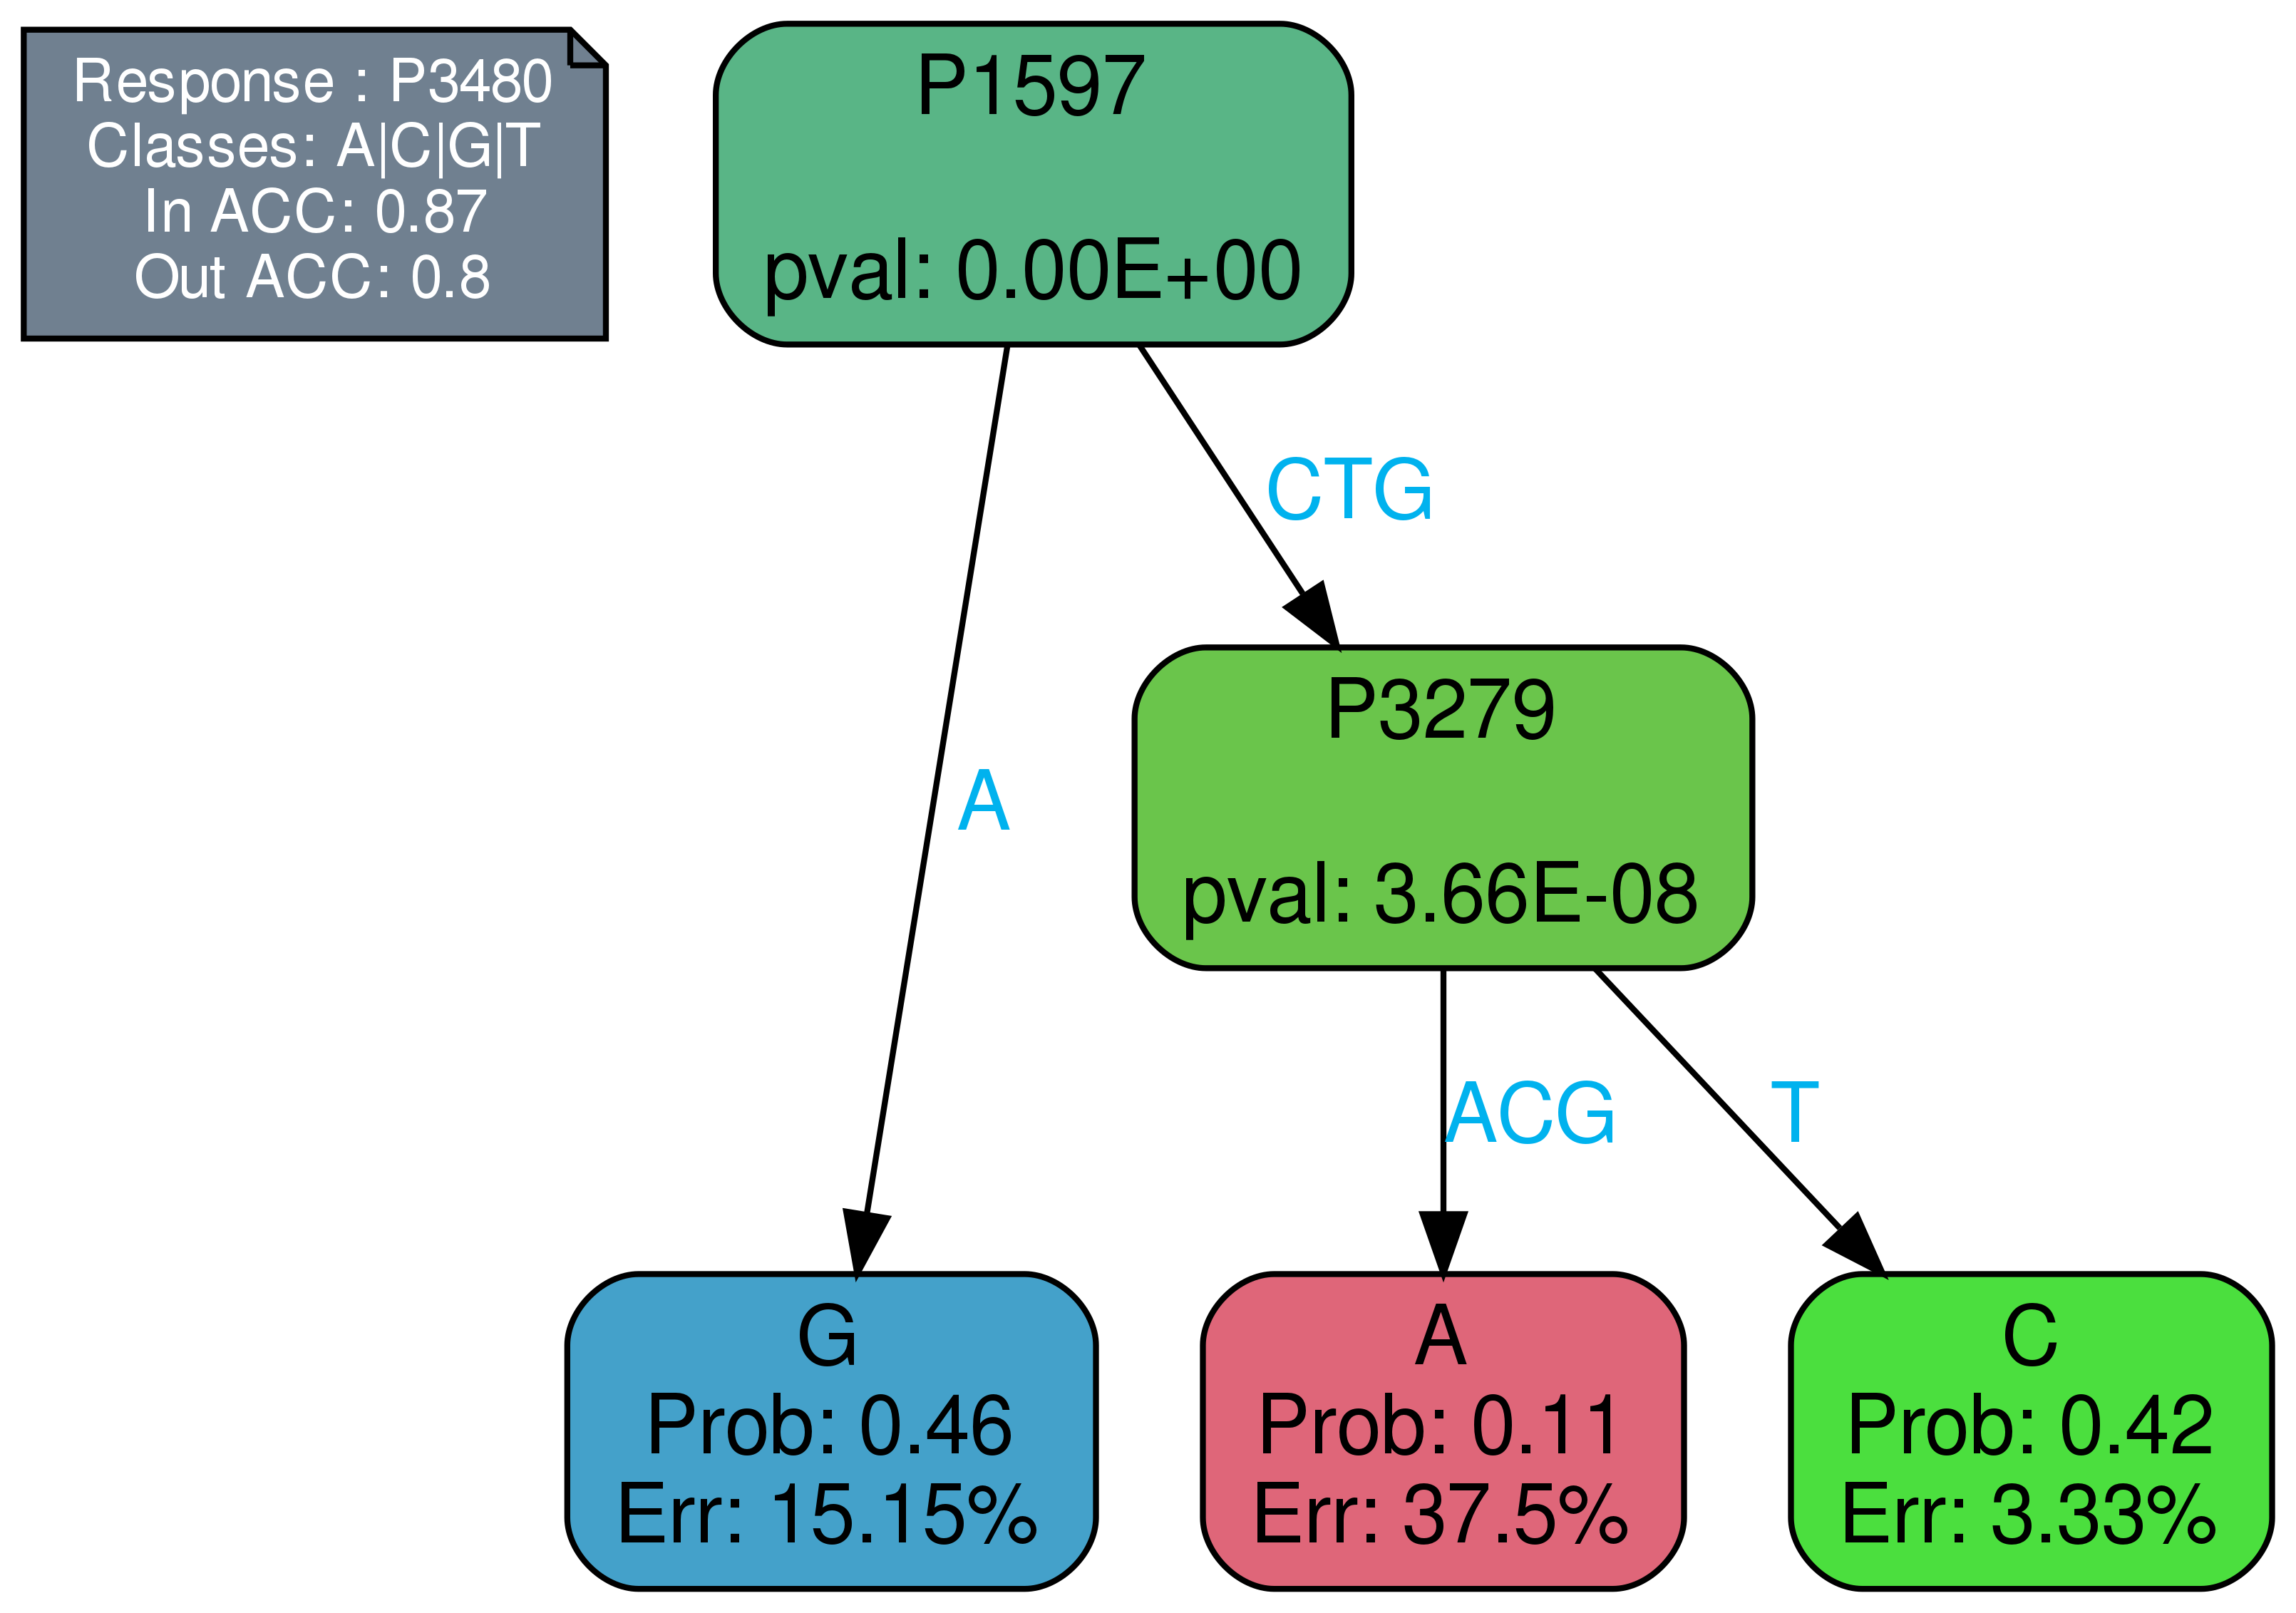 Response : P3480
Classes: A|C|G|T
In ACC: 0.87
Out ACC: 0.8
P1597
pval: 0.00E+00
CTG
P3279
pval: 3.66E-08
A
ACG
T
G
Prob: 0.46
Err: 15.15%
A
Prob: 0.11
Err: 37.5%
C
Prob: 0.42
Err: 3.33%